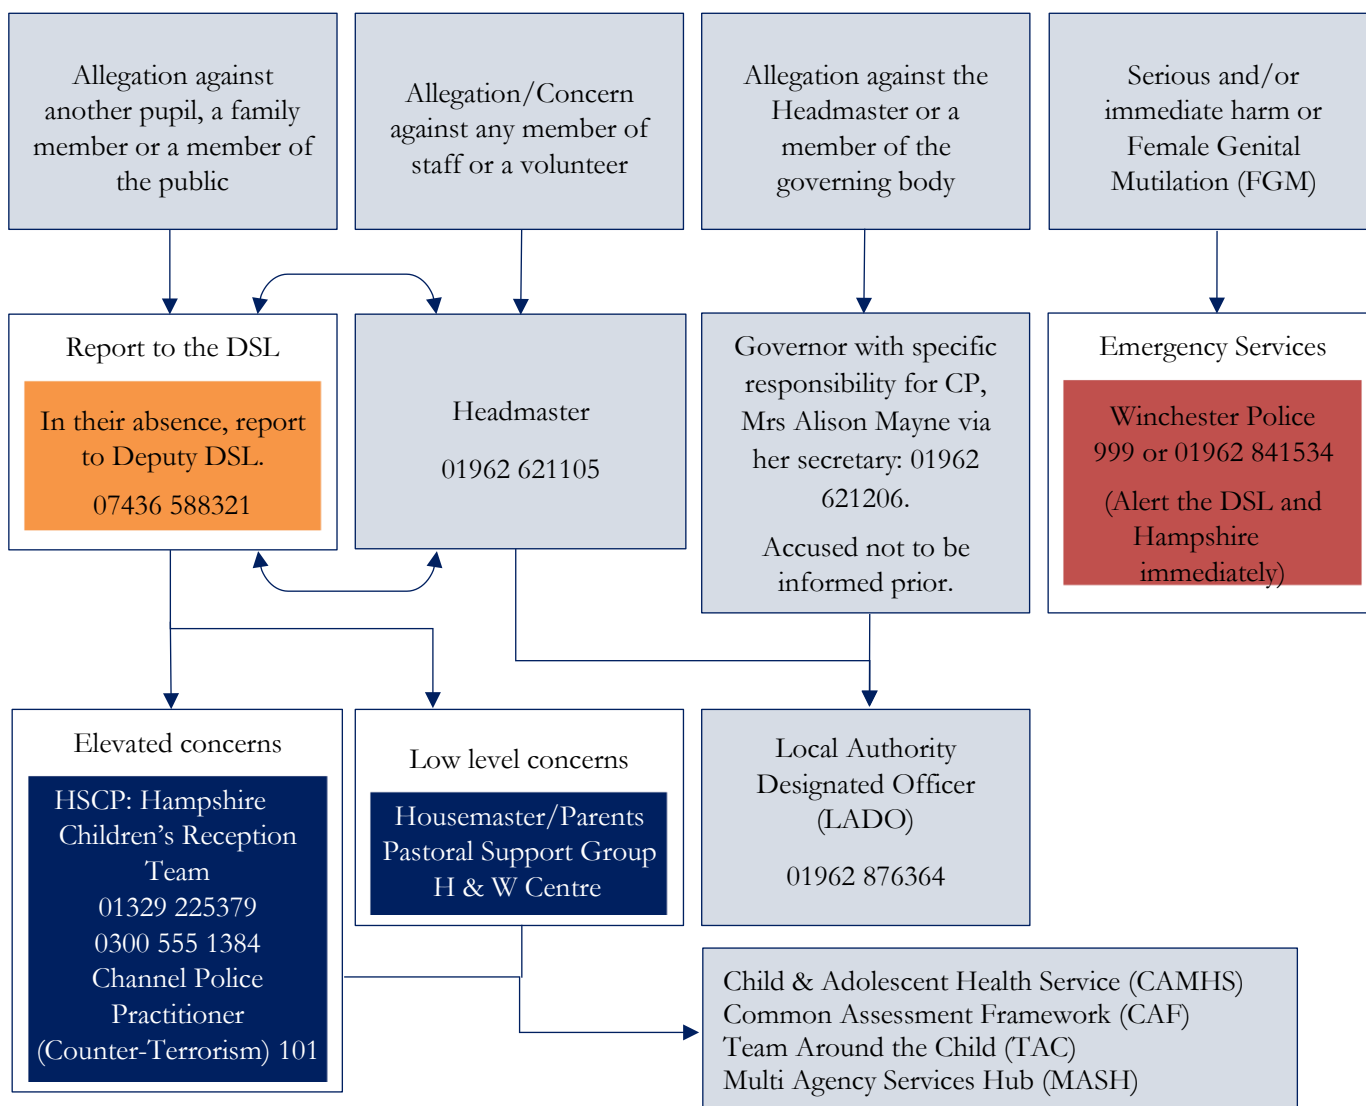 Allegation against
another pupil, a family
member or a member of
the public
Allegation/Concern
against any member of
staff or a volunteer
Allegation against the
Headmaster or a
member of the
governing body
Serious and/or
immediate harm or
Female Genital
Mutilation (FGM)
Report to the DSL
In their absence, report
to Deputy DSL.
07436 588321
Headmaster
01962 621105
Governor with specific
responsibility for CP,
Mrs Alison Mayne via
her secretary: 01962
621206.
Accused not to be
informed prior.
Emergency Services
Winchester Police
999 or 01962 841534
(Alert the DSL and
Hampshire
immediately)
Elevated concerns
HSCP: Hampshire
Children’s Reception
Team
01329 225379
0300 555 1384
Channel Police
Practitioner
(Counter-Terrorism) 101
Low level concerns
Housemaster/Parents
Pastoral Support Group
H & W Centre
Local Authority
Designated Officer
(LADO)
01962 876364
Child & Adolescent Health Service (CAMHS)
Common Assessment Framework (CAF)
Team Around the Child (TAC)
Multi Agency Services Hub (MASH)